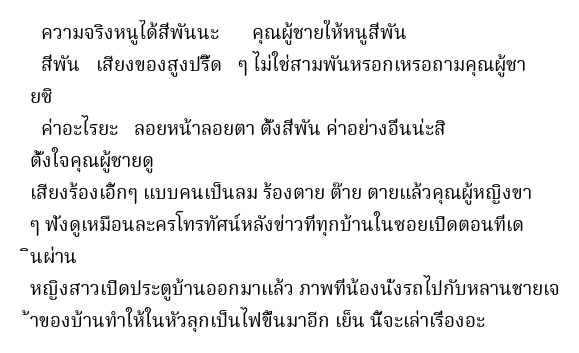 ความจริงหนูได้สี่พันนะ      คุณผู้ชายให้หนูสี่พัน
สี่พัน   เสียงของสูงปรี๊ด   ๆ ไม่ใช่สามพันหรอกเหรอถามคุณผู้ชา
ยซิ
ค่าอะไรยะ   ลอยหน้าลอยตา ตั้งสี่พัน ค่าอย่างอื่นน่ะสิ
ตั้งใจคุณผู้ชายดู
เสียงร้องเอิ๊กๆ แบบคนเป็นลม ร้องตาย ต๊าย ตายแล้วคุณผู้หญิงขา
ๆ ฟังดูเหมือนละครโทรทัศน์หลังข่าวที่ทุกบ้านในซอยเปิดตอนที่เด
ินผ่าน
หญิงสาวเปิดประตูบ้านออกมาแล้ว ภาพที่น้องนั่งรถไปกับหลานชายเจ
้าของบ้านทำให้ในหัวลุกเป็นไฟขึ้นมาอีก เย็น นี้จะเล่าเรื่องอะ